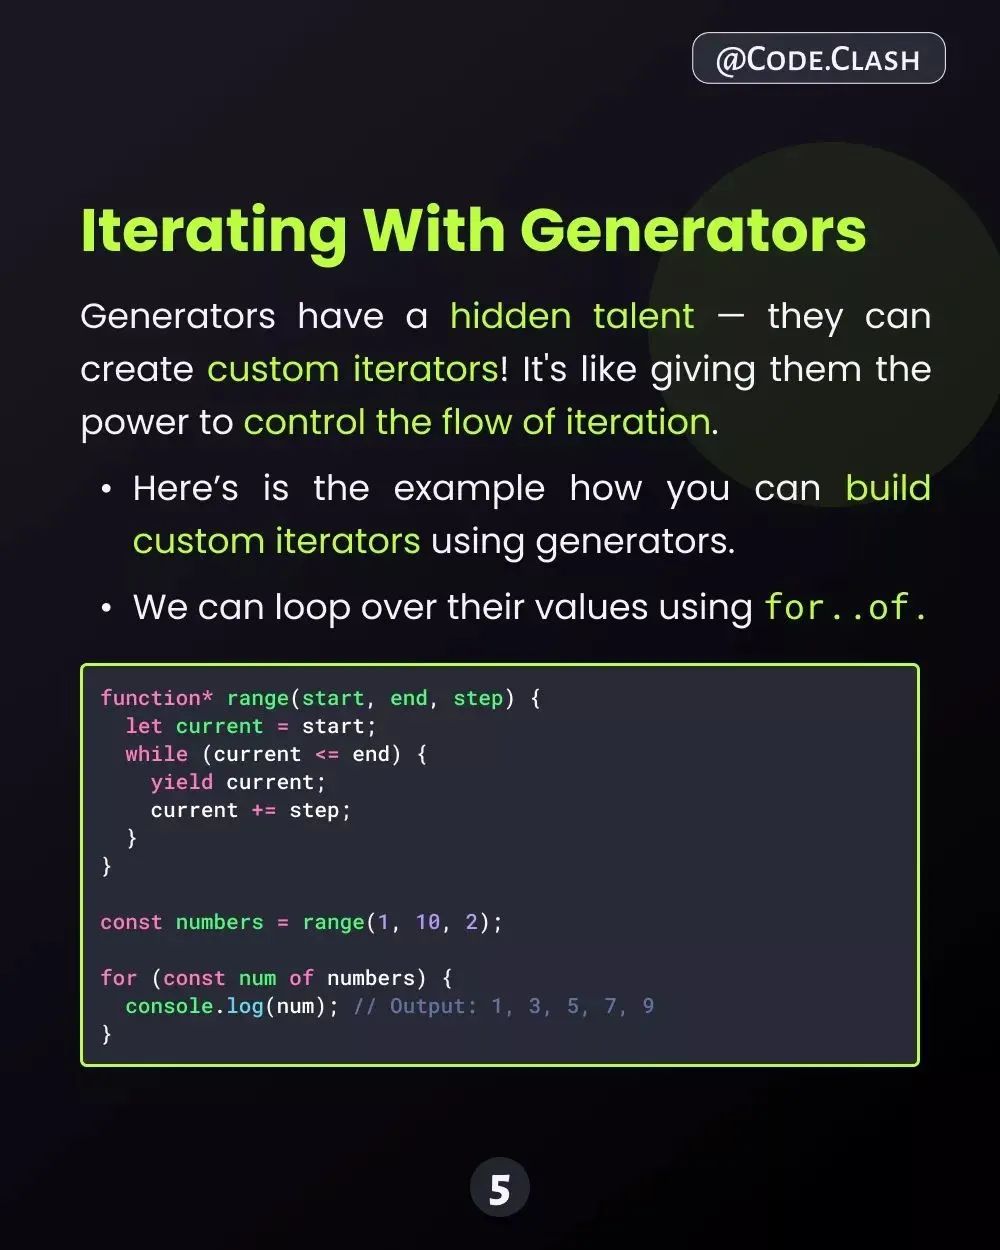 @Code.Clash
Iterating With Generators
Generators have a hidden talent — they can
create custom iterators! It's like giving them the
power to control the flow of iteration.
• Here’s is the example how you can build
custom iterators using generators.
• We can loop over their values using for..of.
function* range(start, end, step) {
  let current = start;
  while (current <= end) {
    yield current;
    current += step;
  }
}
const numbers = range(1, 10, 2);
for (const num of numbers) {
  console.log(num); // Output: 1, 3, 5, 7, 9
}
5